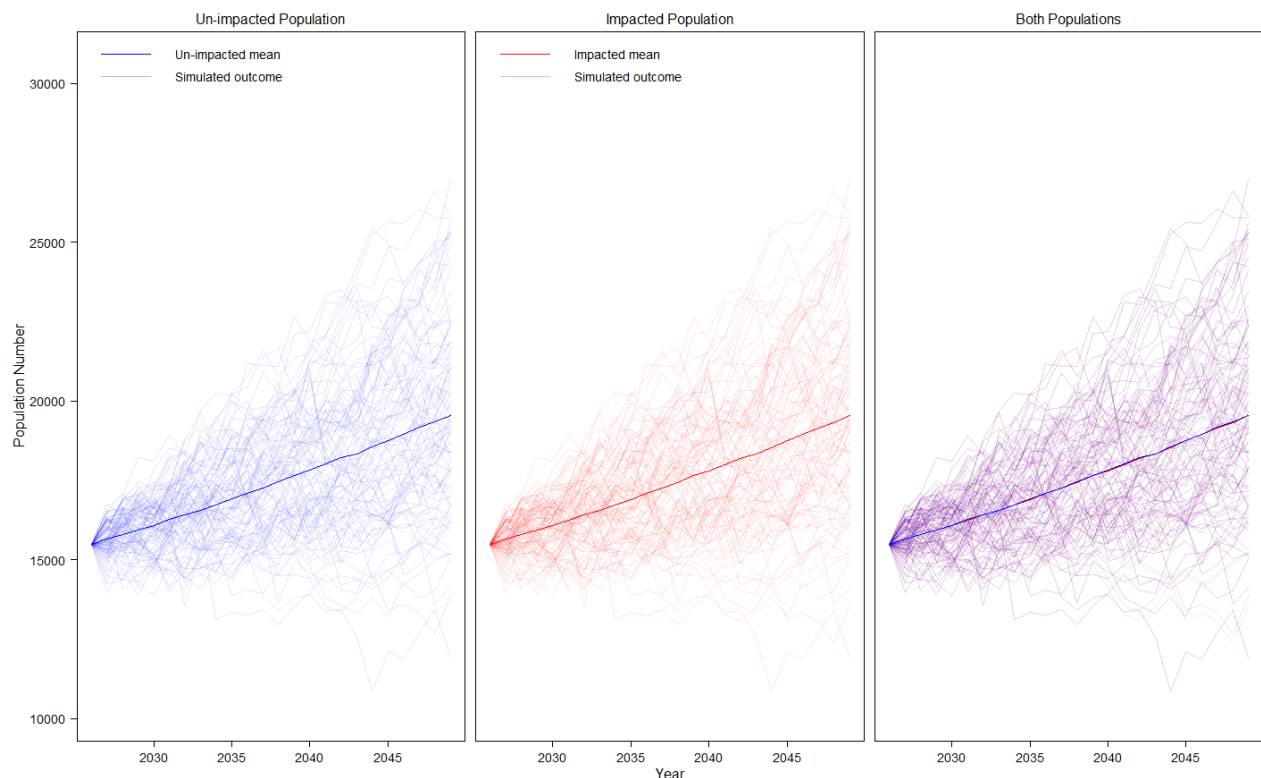 Un-impacted Population
Impacted Population
Both Populations
Un-impacted mean
Simulated outcome
Impacted mean
Simulated outcome
Population Number
30000
25000
20000
15000
10000
2030
2035
2040
2045
2030
2035
2040
2045
2030
2035
2040
2045
Year